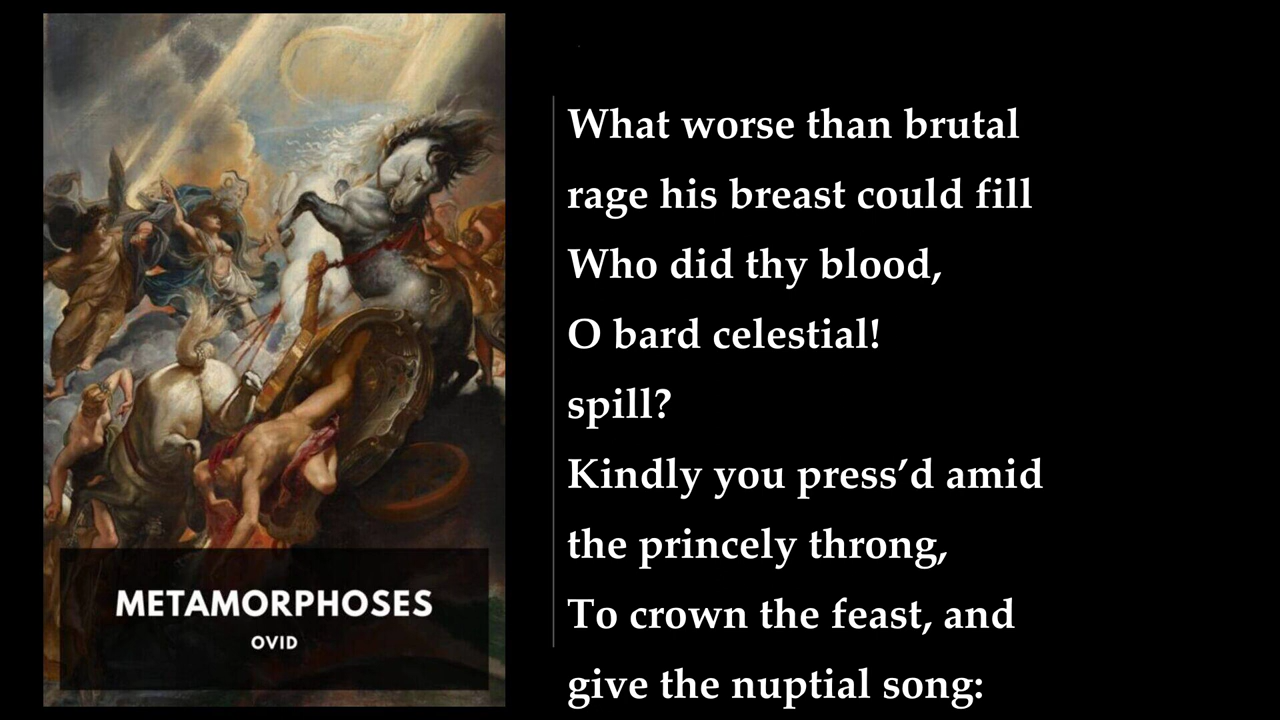 METAMORPHOSES
OVID
What worse than brutal
rage his breast could fill
Who did thy blood,
O bard celestial!
spill?
Kindly you press’d amid
the princely throng,
To crown the feast, and
give the nuptial song: